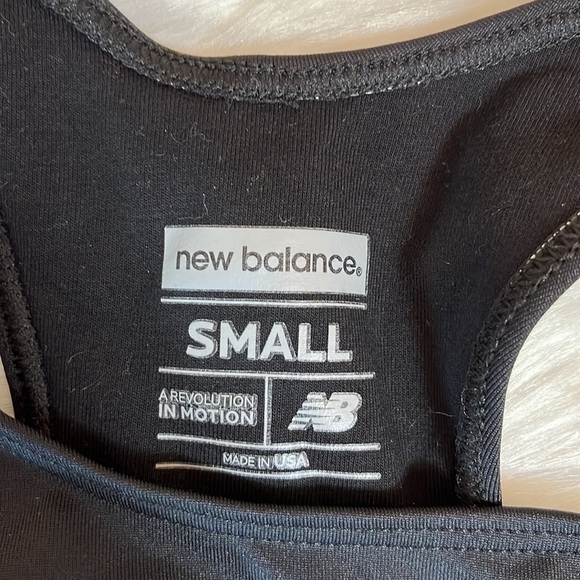 new balance®
SMALL
A REVOLUTION
IN MOTION
NB
MADE IN USA